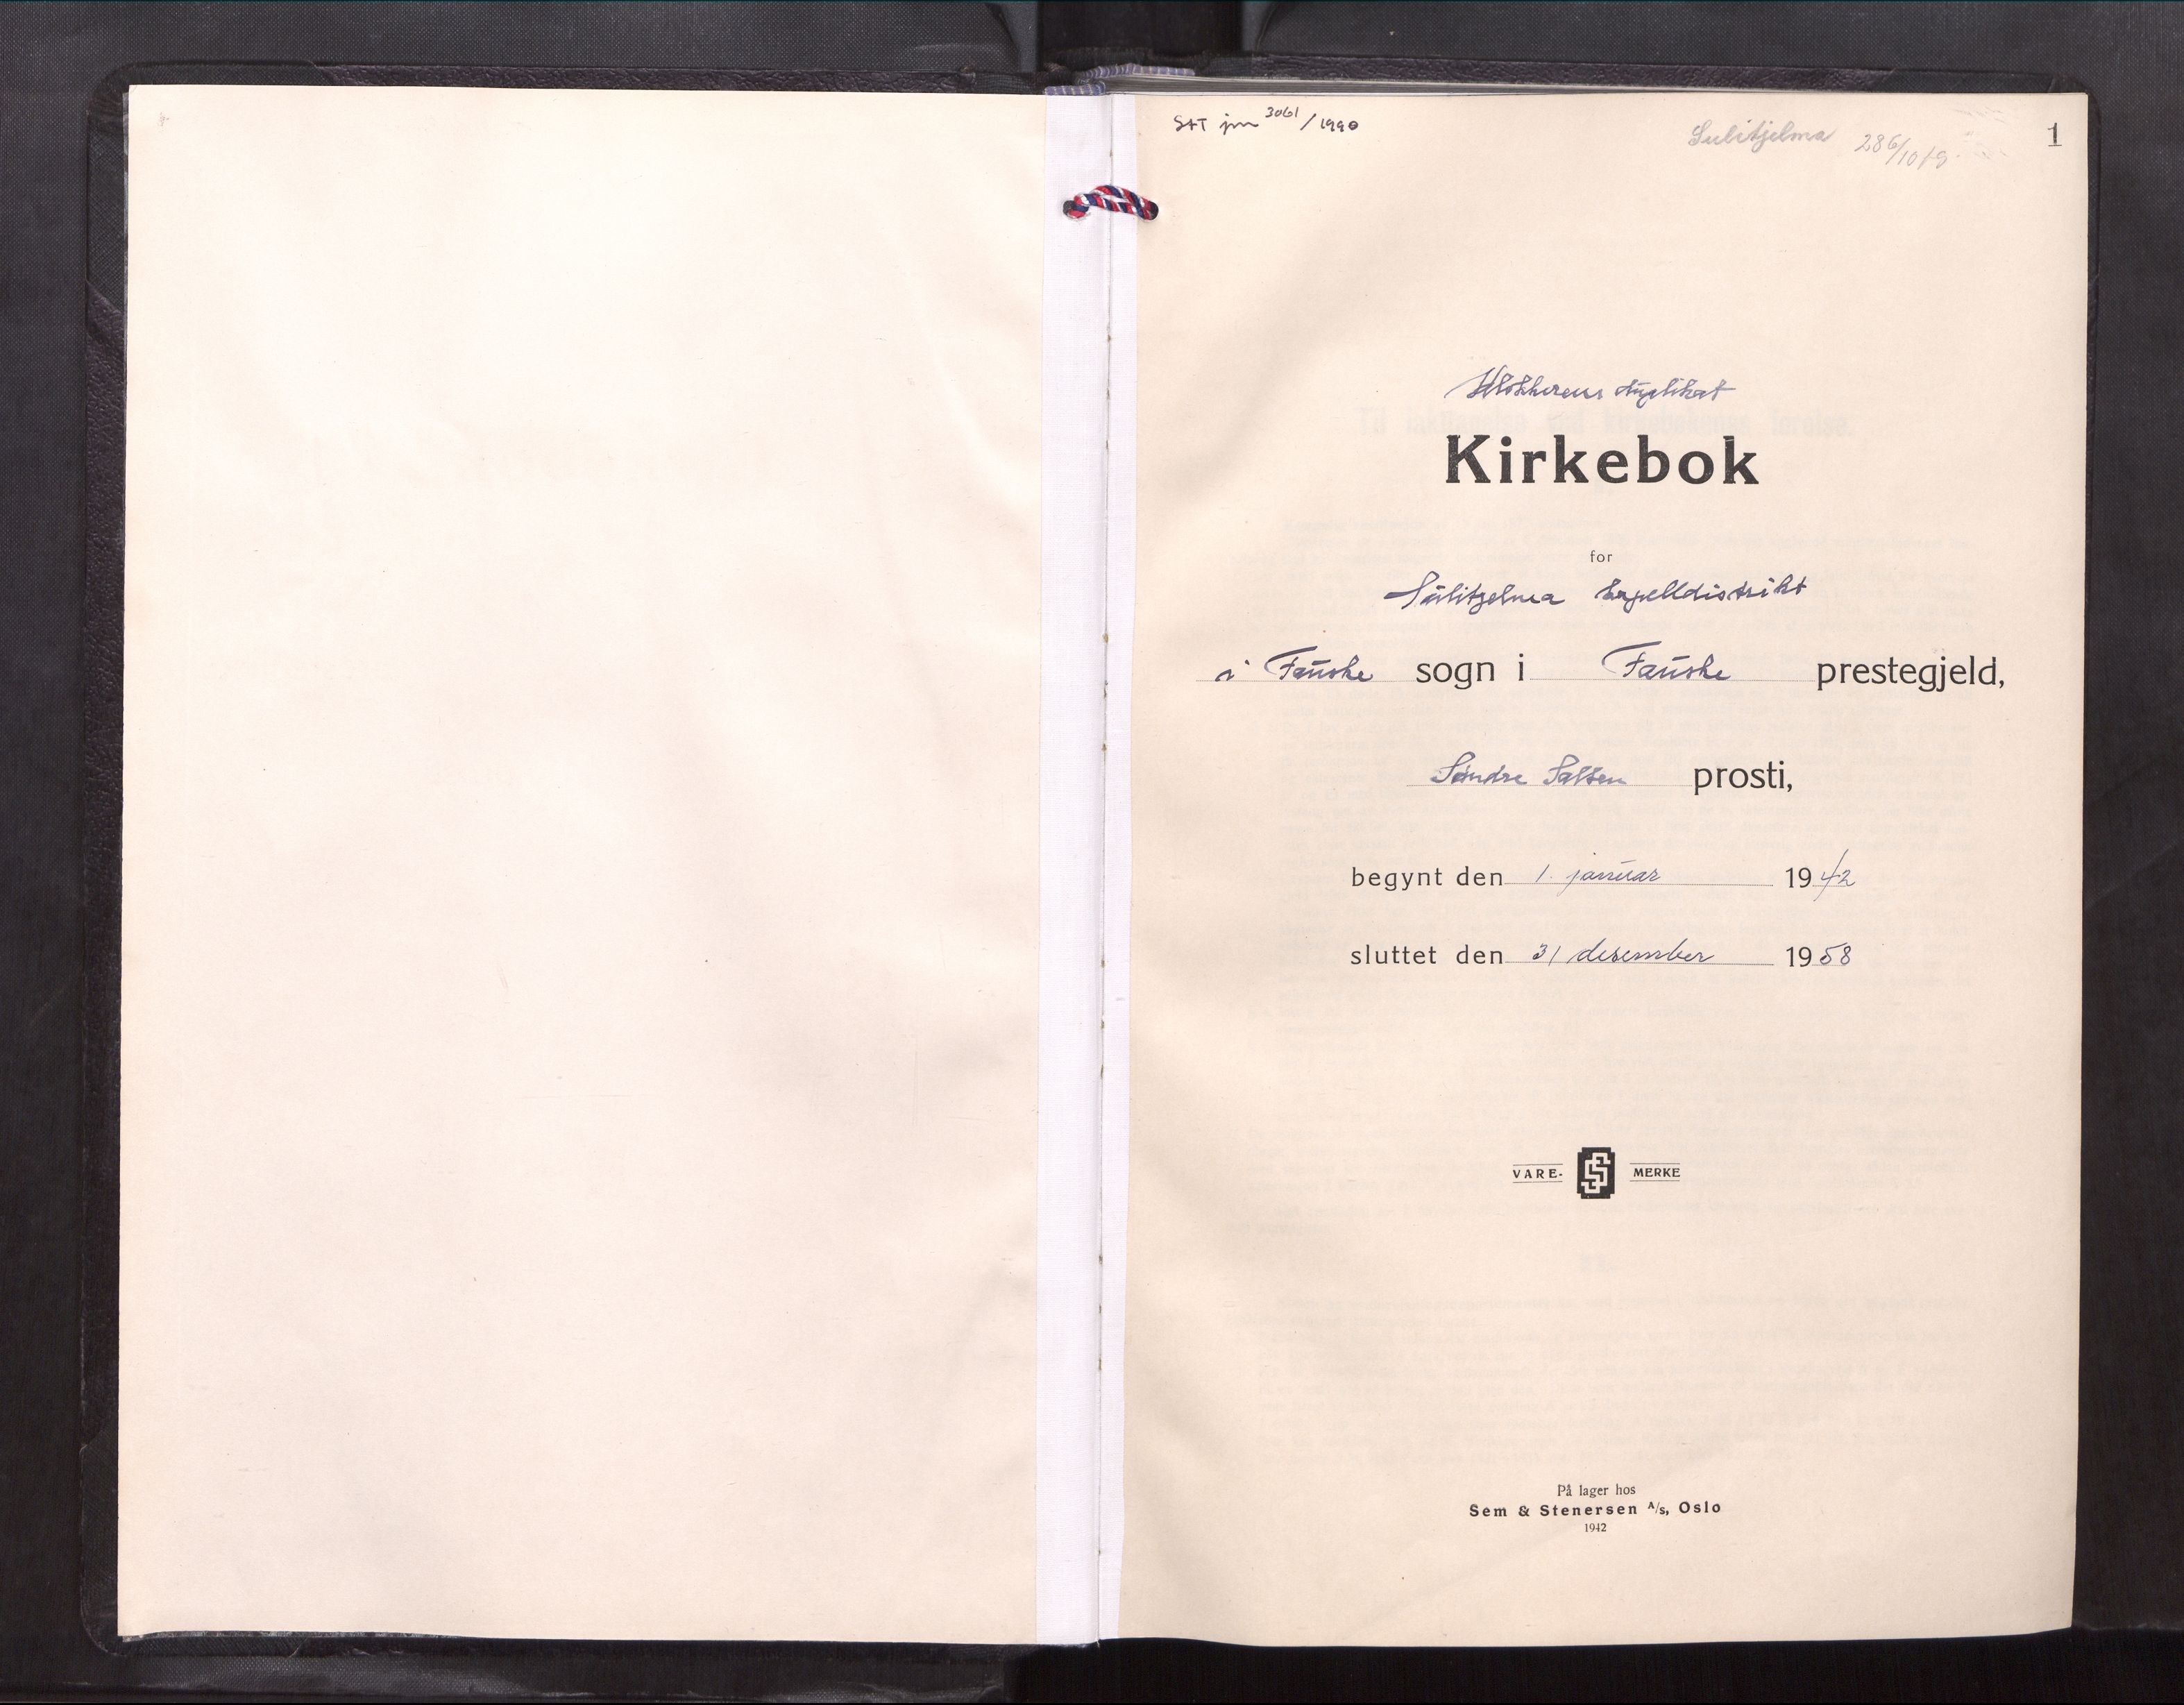 SAT jnr 3061/1990
Sulitjelma 286/10/9
1
Klokkerens duplikat
Kirkebok
for
Sulitjelma kapelldistrikt
i Fauske sogn i Fauske prestegjeld,
Søndre Salten prosti,
begynt den 1. januar 1942
sluttet den 31 desember 1958
VARE- MERKE
På lager hos
Sem & Stenersen A/s, Oslo
1942